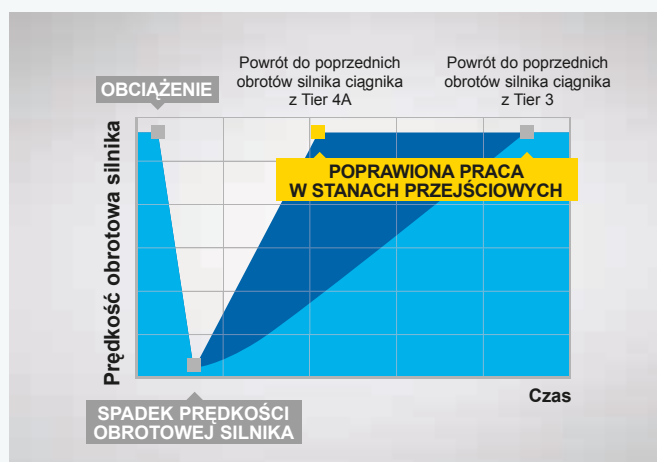 Powrót do poprzednich
obrotów silnika ciągnika
z Tier 4A
Powrót do poprzednich
obrotów silnika ciągnika
z Tier 3
OBCIĄŻENIE
Prędkość obrotowa silnika
POPRAWIONA PRACA
W STANACH PRZEJŚCIOWYCH
Czas
SPADEK PRĘDKOŚCI
OBROTOWEJ SILNIKA